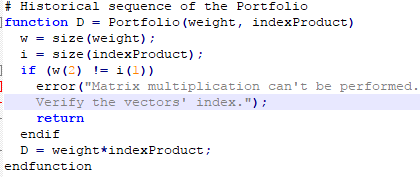 # Historical sequence of the Portfolio
function D = Portfolio(weight, indexProduct)
  w = size(weight);
  i = size(indexProduct);
  if (w(2) != i(1))
    error("Matrix multiplication can't be performed.
    Verify the vectors' index.");
    return
  endif
  D = weight*indexProduct;
endfunction